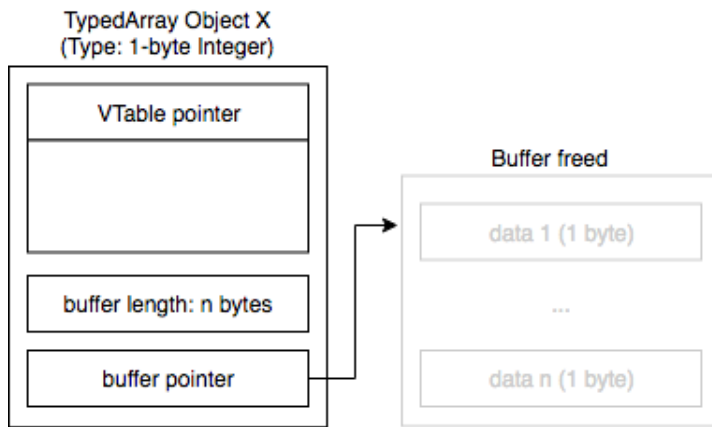 TypedArray Object X
(Type: 1-byte Integer)
VTable pointer
Buffer freed
data 1 (1 byte)
buffer length: n bytes
...
buffer pointer
data n (1 byte)